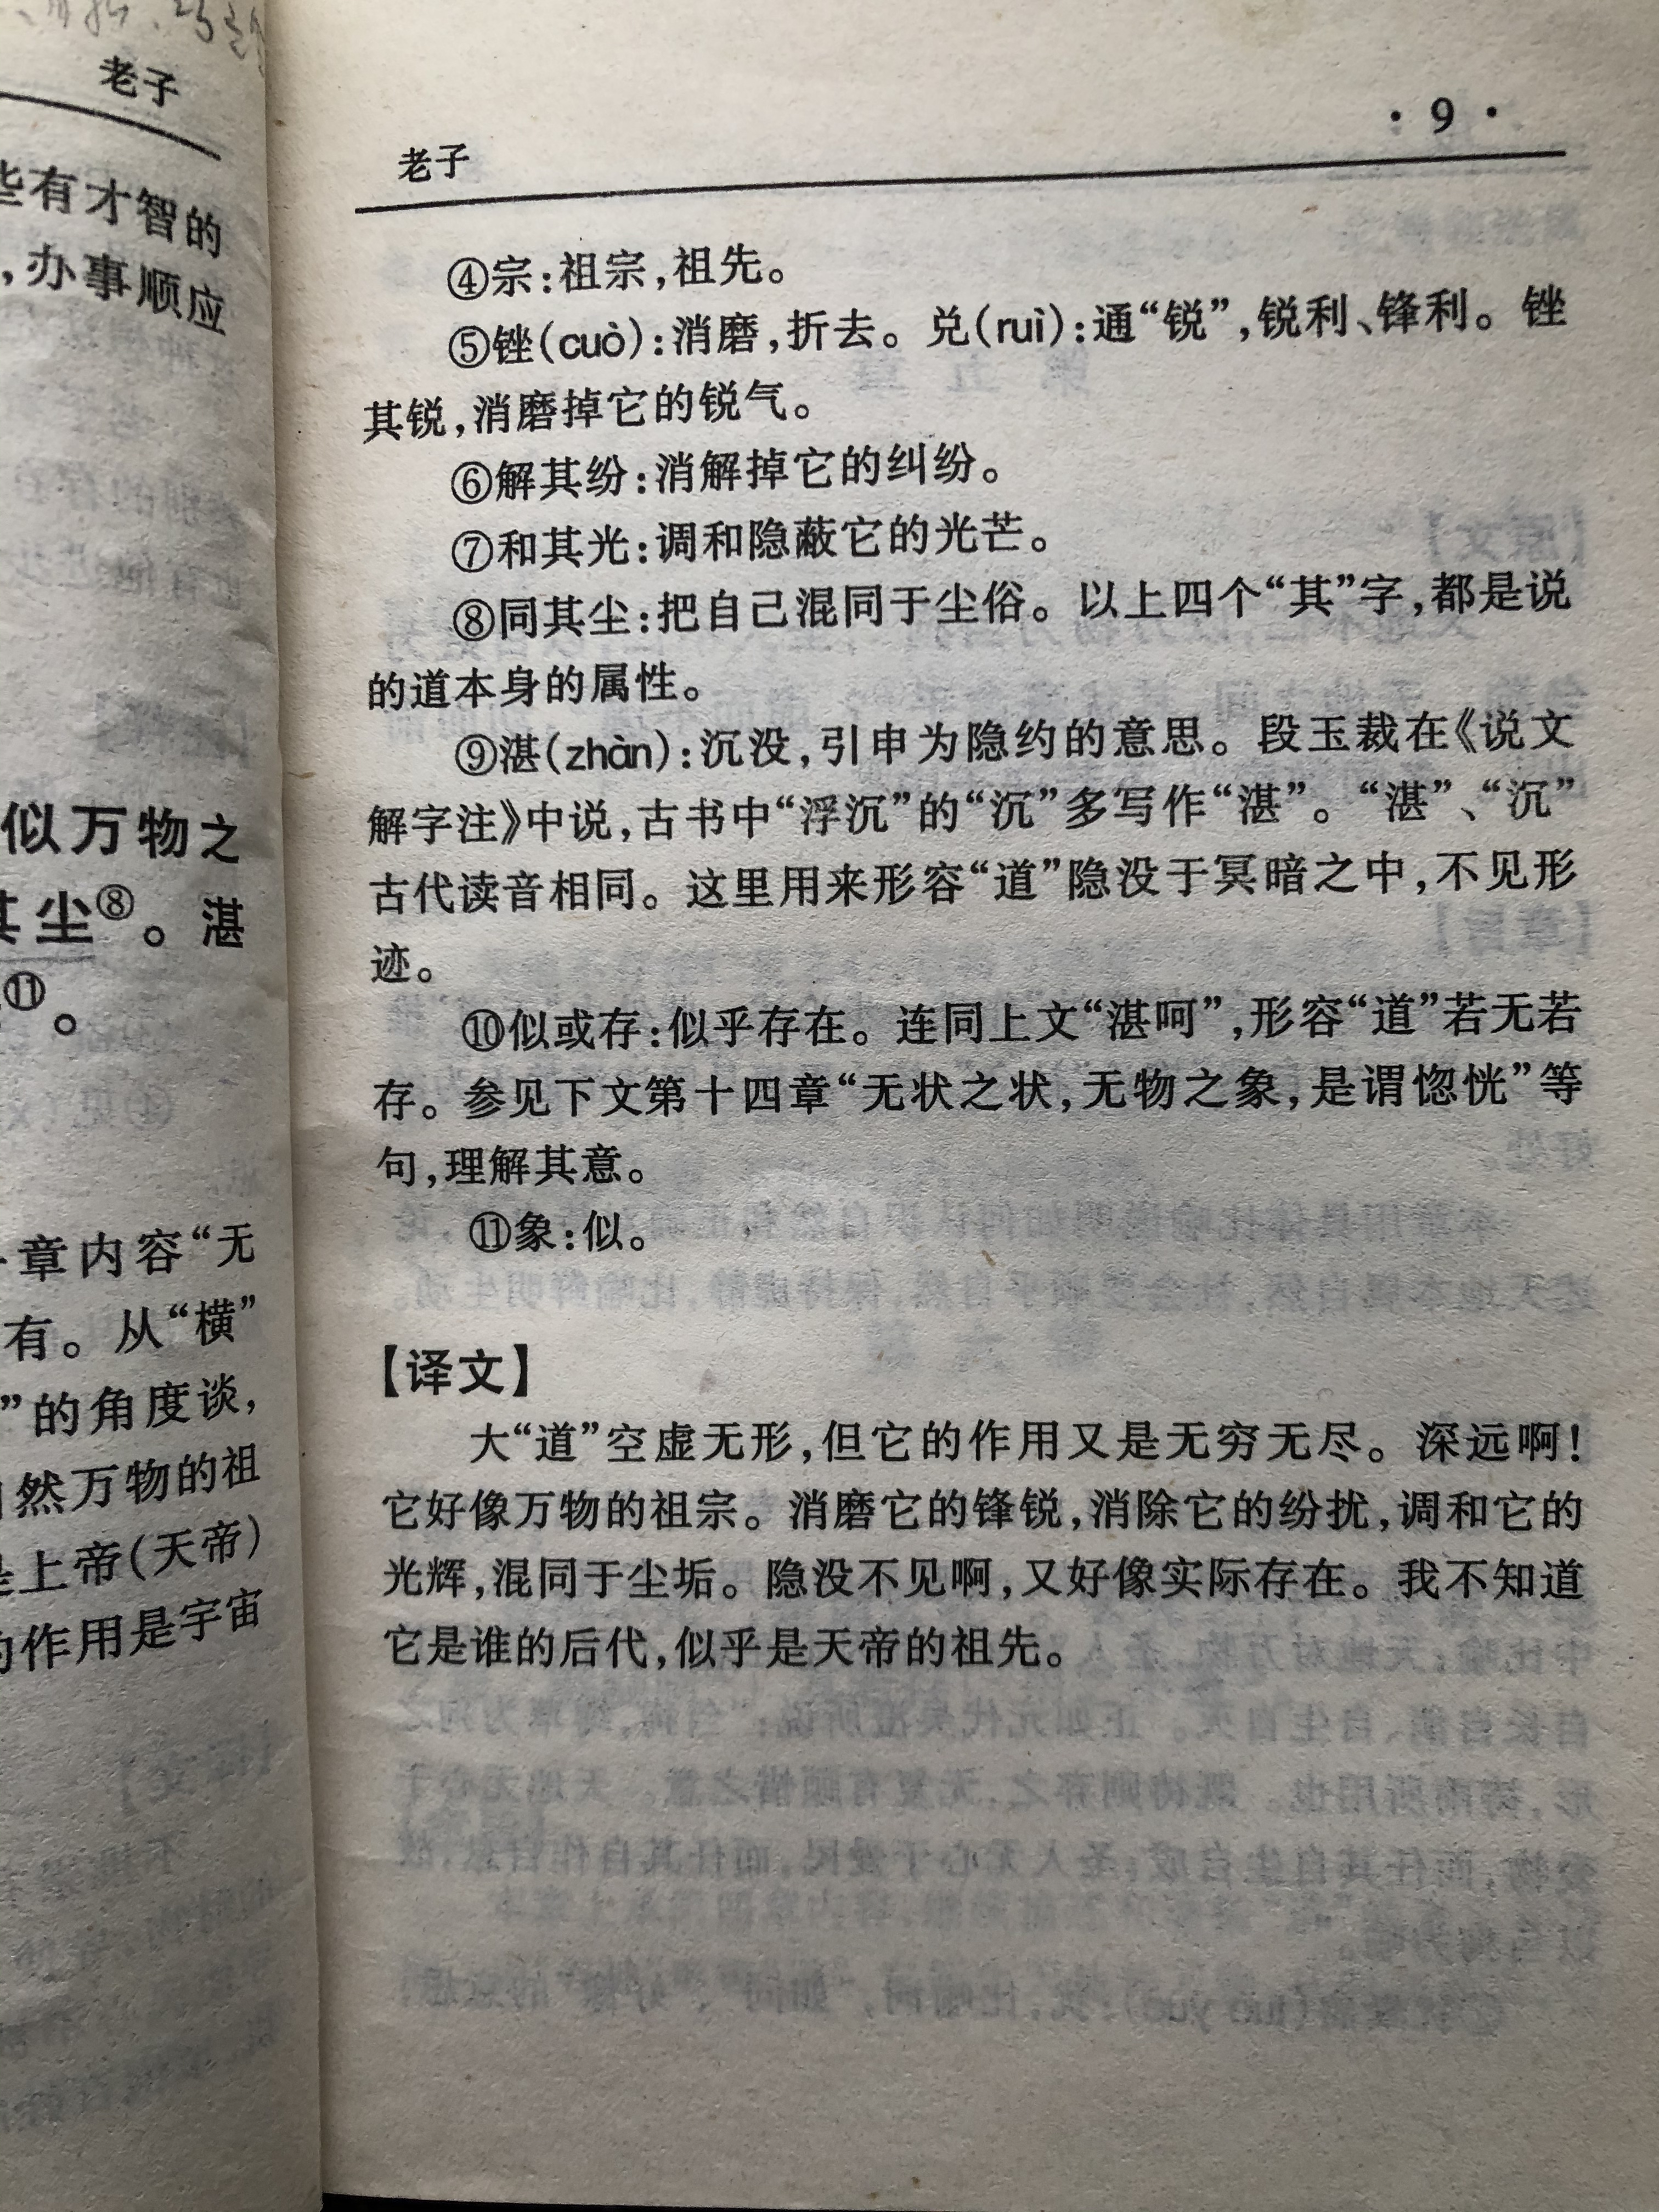 老子
些有才智的
,办事顺应
似万物之
其尘⑧。湛
⑪。
章内容“无
有。从“横”
”的角度谈,
然万物的祖
是上帝(天帝)
的作用是宇宙
老子
·9·
④宗:祖宗,祖先。
⑤锉(cuò):消磨,折去。兑(ruì):通“锐”,锐利、锋利。锉
其锐,消磨掉它的锐气。
⑥解其纷:消解掉它的纠纷。
⑦和其光:调和隐蔽它的光芒。
⑧同其尘:把自己混同于尘俗。以上四个“其”字,都是说
的道本身的属性。
⑨湛(zhàn):沉没,引申为隐约的意思。段玉裁在《说文
解字注》中说,古书中“浮沉”的“沉”多写作“湛”。“湛”、“沉”
古代读音相同。这里用来形容“道”隐没于冥暗之中,不见形
迹。
⑩似或存:似乎存在。连同上文“湛呵”,形容“道”若无若
存。参见下文第十四章“无状之状,无物之象,是谓惚恍”等
句,理解其意。
⑪象:似。
【译文】
大“道”空虚无形,但它的作用又是无穷无尽。深远啊!
它好像万物的祖宗。消磨它的锋锐,消除它的纷扰,调和它的
光辉,混同于尘垢。隐没不见啊,又好像实际存在。我不知道
它是谁的后代,似乎是天帝的祖先。